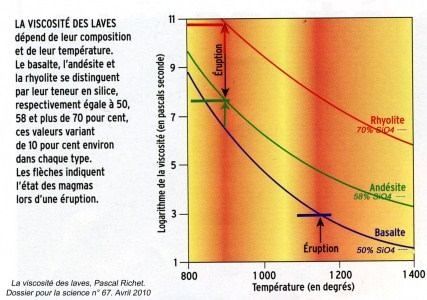 LA VISCOSITÉ DES LAVES
dépend de leur composition
et de leur température.
Le basalte, l'andésite et
la rhyolite se distinguent
par leur teneur en silice,
respectivement égale à 50,
58 et plus de 70 pour cent,
ces valeurs variant
de 10 pour cent environ
dans chaque type.
Les flèches indiquent
l'état des magmas
lors d'une éruption.
La viscosité des laves, Pascal Richet.
Dossier pour la science n° 67. Avril 2010
Logarithme de la viscosité (en pascals seconde)
11
9
7
5
3
1
Éruption
Rhyolite
70% SiO4
Andésite
58% SiO4
Basalte
50% SiO4
Éruption
800 1 000 1 200 1 400
Température (en degrés)